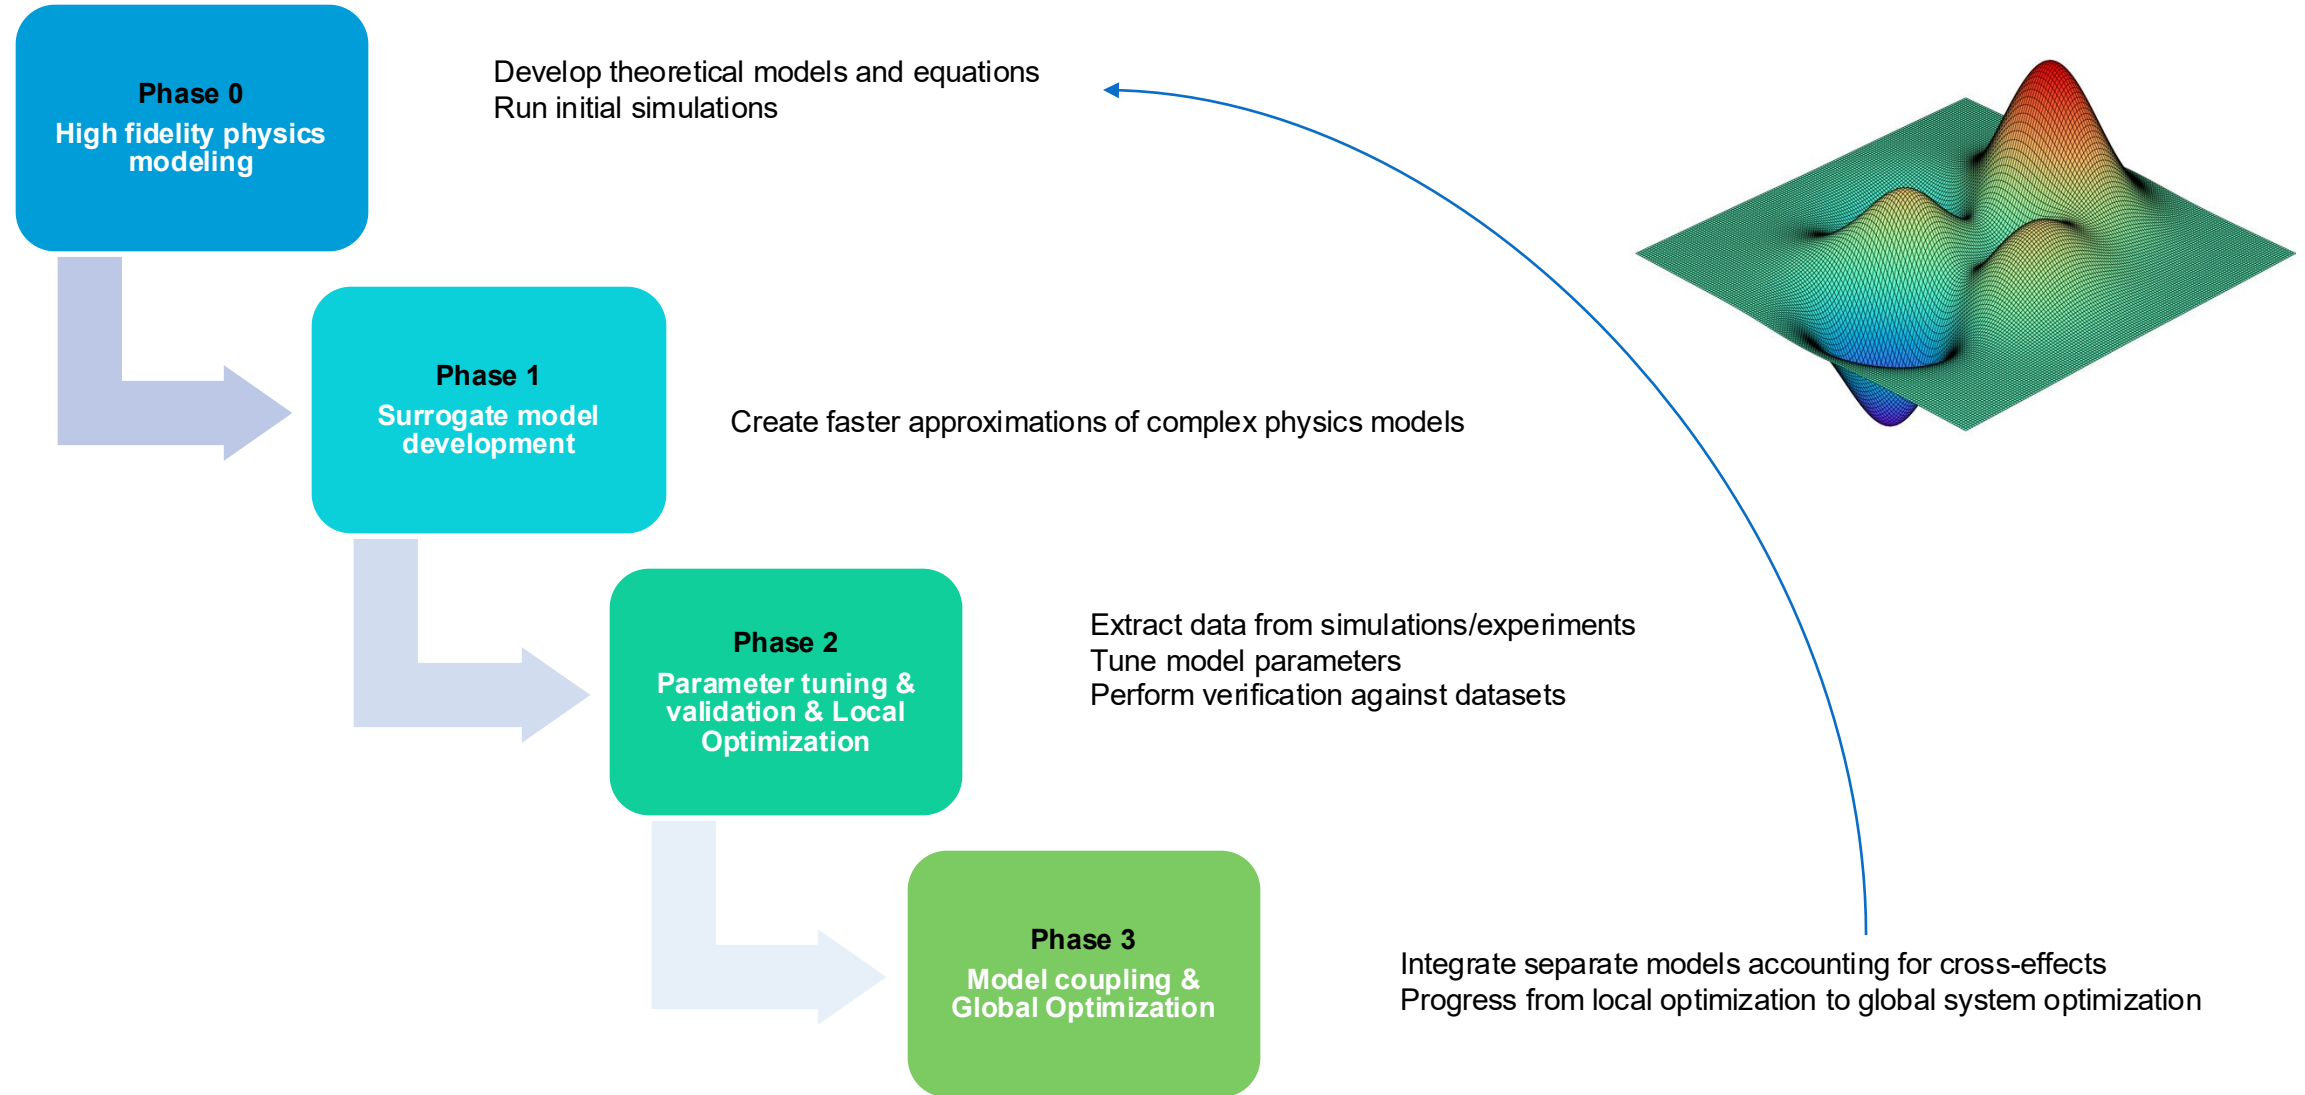 Phase 0
High fidelity physics
modeling
Develop theoretical models and equations
Run initial simulations
Phase 1
Surrogate model
development
Create faster approximations of complex physics models
Phase 2
Parameter tuning &
validation & Local
Optimization
Extract data from simulations/experiments
Tune model parameters
Perform verification against datasets
Phase 3
Model coupling &
Global Optimization
Integrate separate models accounting for cross-effects
Progress from local optimization to global system optimization